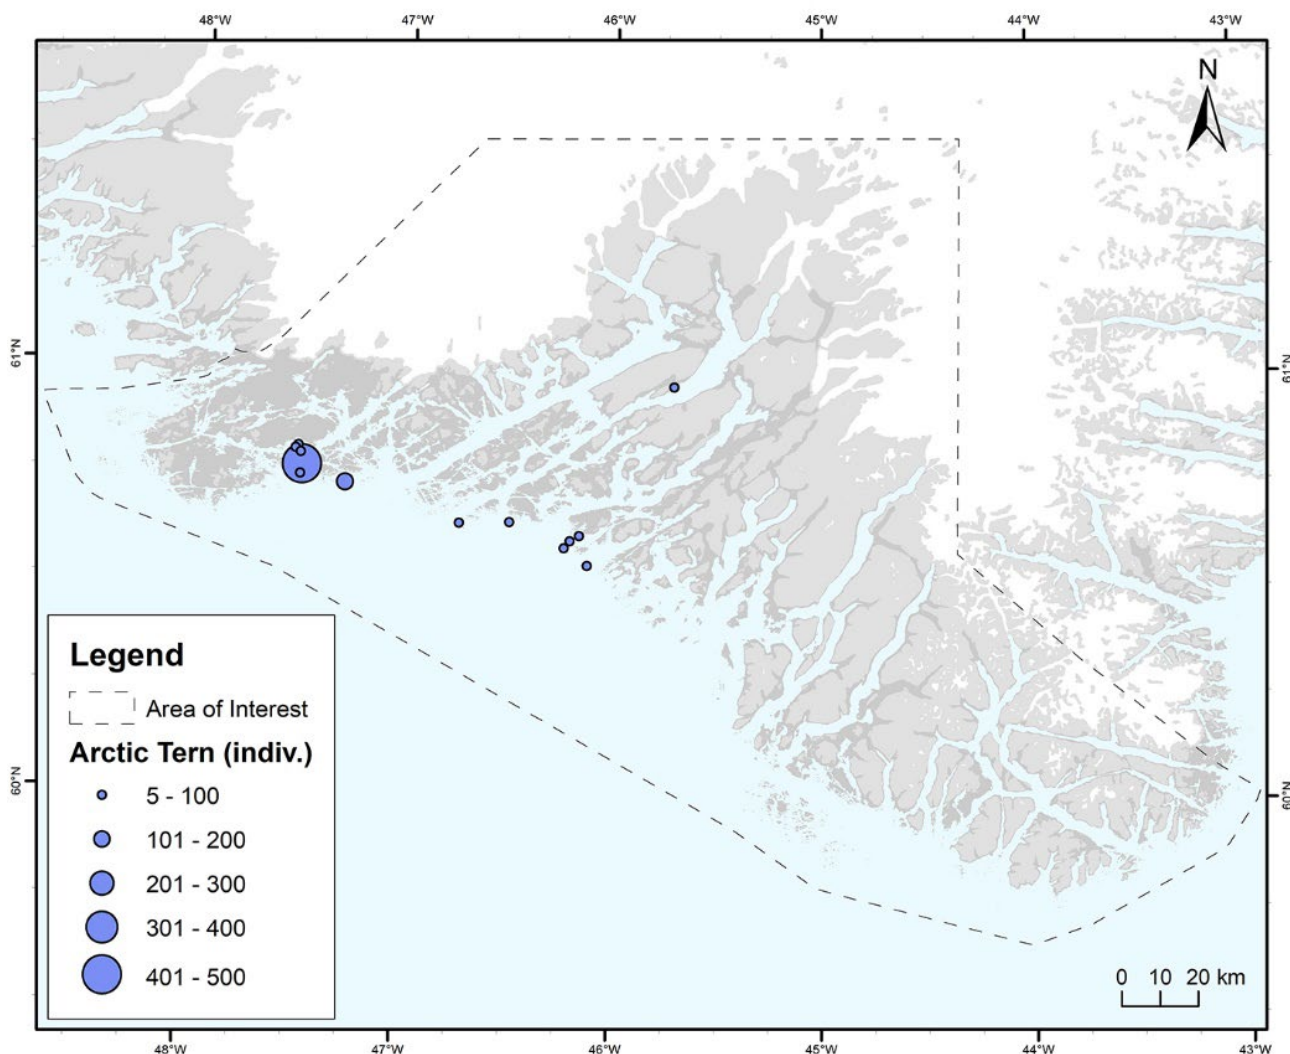 48°W 47°W 46°W 45°W 44°W 43°W
N
61°N 61°N
Legend
Area of Interest
Arctic Tern (indiv.)
5 - 100
60°N 60°N
101 - 200
201 - 300
301 - 400
401 - 500
0 10 20 km
48°W 47°W 46°W 45°W 44°W 43°W